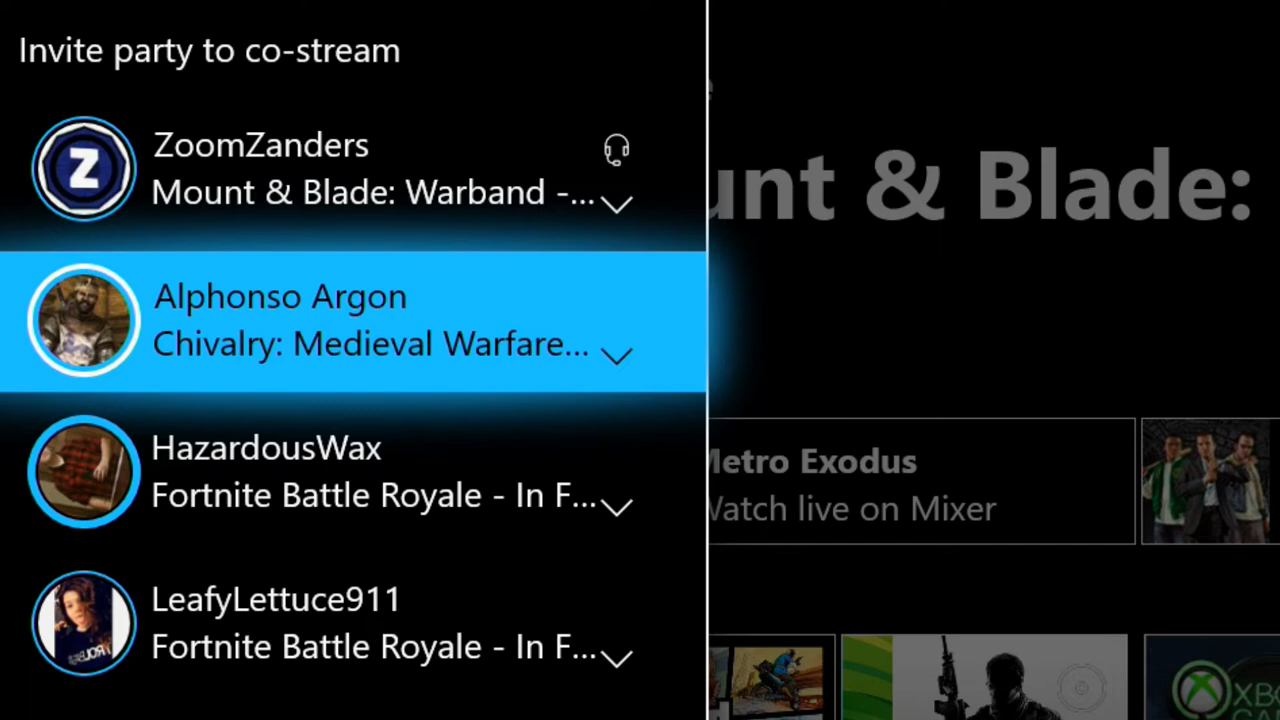 Invite party to co-stream
ZoomZanders
Mount & Blade: Warband -...
Alphonso Argon
Chivalry: Medieval Warfare...
HazardousWax
Fortnite Battle Royale - In F...
LeafyLettuce911
Fortnite Battle Royale - In F...
unt & Blade:
Metro Exodus
Watch live on Mixer
Z
XB